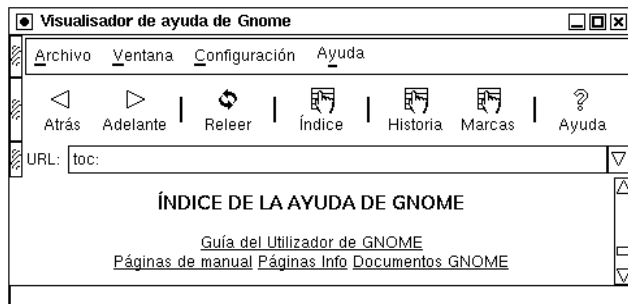 Visualisador de ayuda de Gnome
Archivo Ventana Configuración Ayuda
Atrás Adelante Releer Índice Historia Marcas Ayuda
URL: toc:
ÍNDICE DE LA AYUDA DE GNOME
Guía del Utilizador de GNOME
Páginas de manual Páginas Info Documentos GNOME